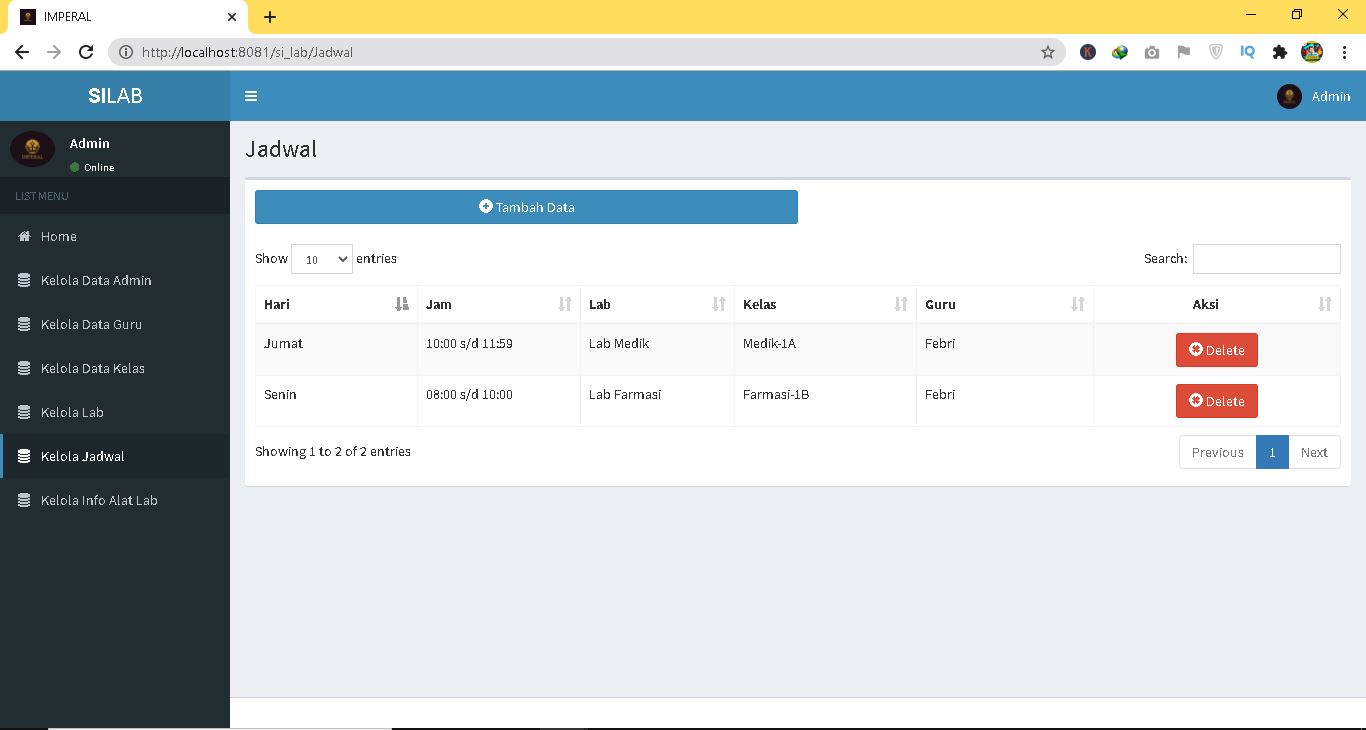 IMPERAL
http://localhost:8081/si_lab/Jadwal
SILAB
Admin
Admin
Online
LIST MENU
Home
Kelola Data Admin
Kelola Data Guru
Kelola Data Kelas
Kelola Lab
Kelola Jadwal
Kelola Info Alat Lab
Jadwal
Tambah Data
Show 10 entries
Search:
Hari Jam Lab Kelas Guru Aksi
Jumat 10:00 s/d 11:59 Lab Medik Medik-1A Febri Delete
Senin 08:00 s/d 10:00 Lab Farmasi Farmasi-1B Febri Delete
Showing 1 to 2 of 2 entries
Previous 1 Next